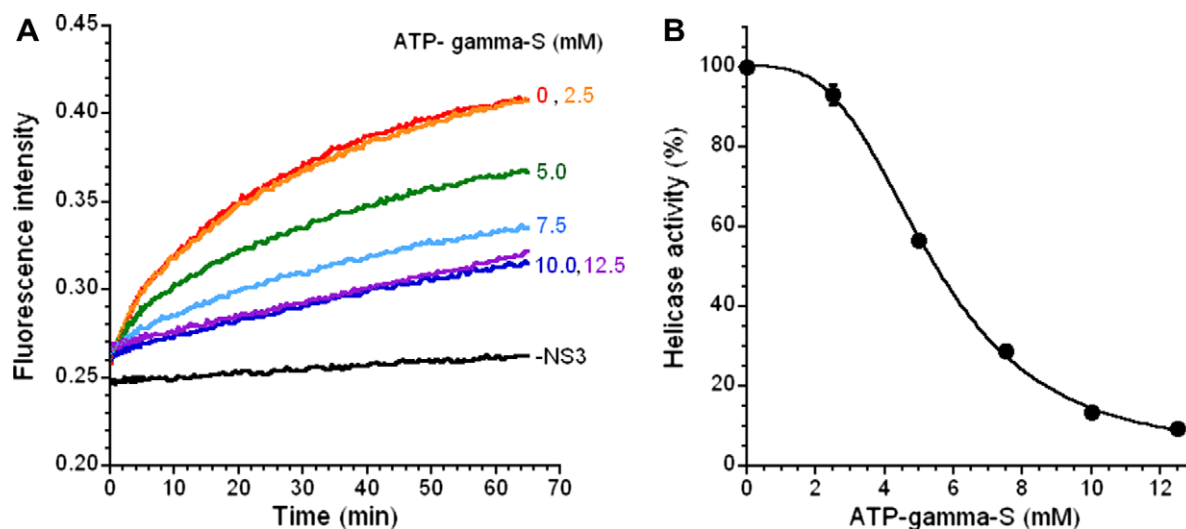 A
Fluorescence intensity
0.45
0.40
0.35
0.30
0.25
0.20
ATP- gamma-S (mM)
0 , 2.5
5.0
7.5
10.0,12.5
-NS3
0 10 20 30 40 50 60 70
Time (min)
B
Helicase activity (%)
100
80
60
40
20
0
0 2 4 6 8 10 12
ATP-gamma-S (mM)